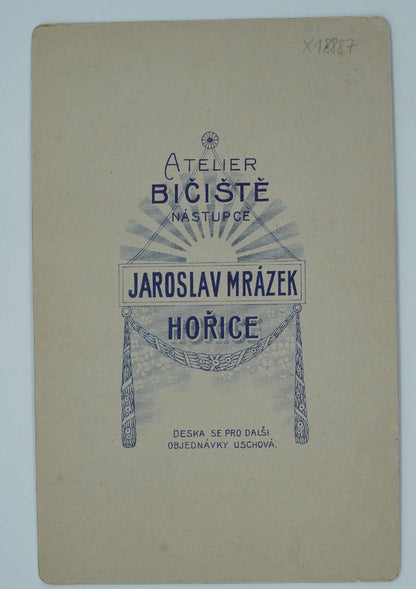 X18887
ATELIER
BIČIŠTĚ
NÁSTUPCE
JAROSLAV MRÁZEK
HOŘICE
DESKA SE PRO DALŠÍ
OBJEDNÁVKY USCHOVÁ.